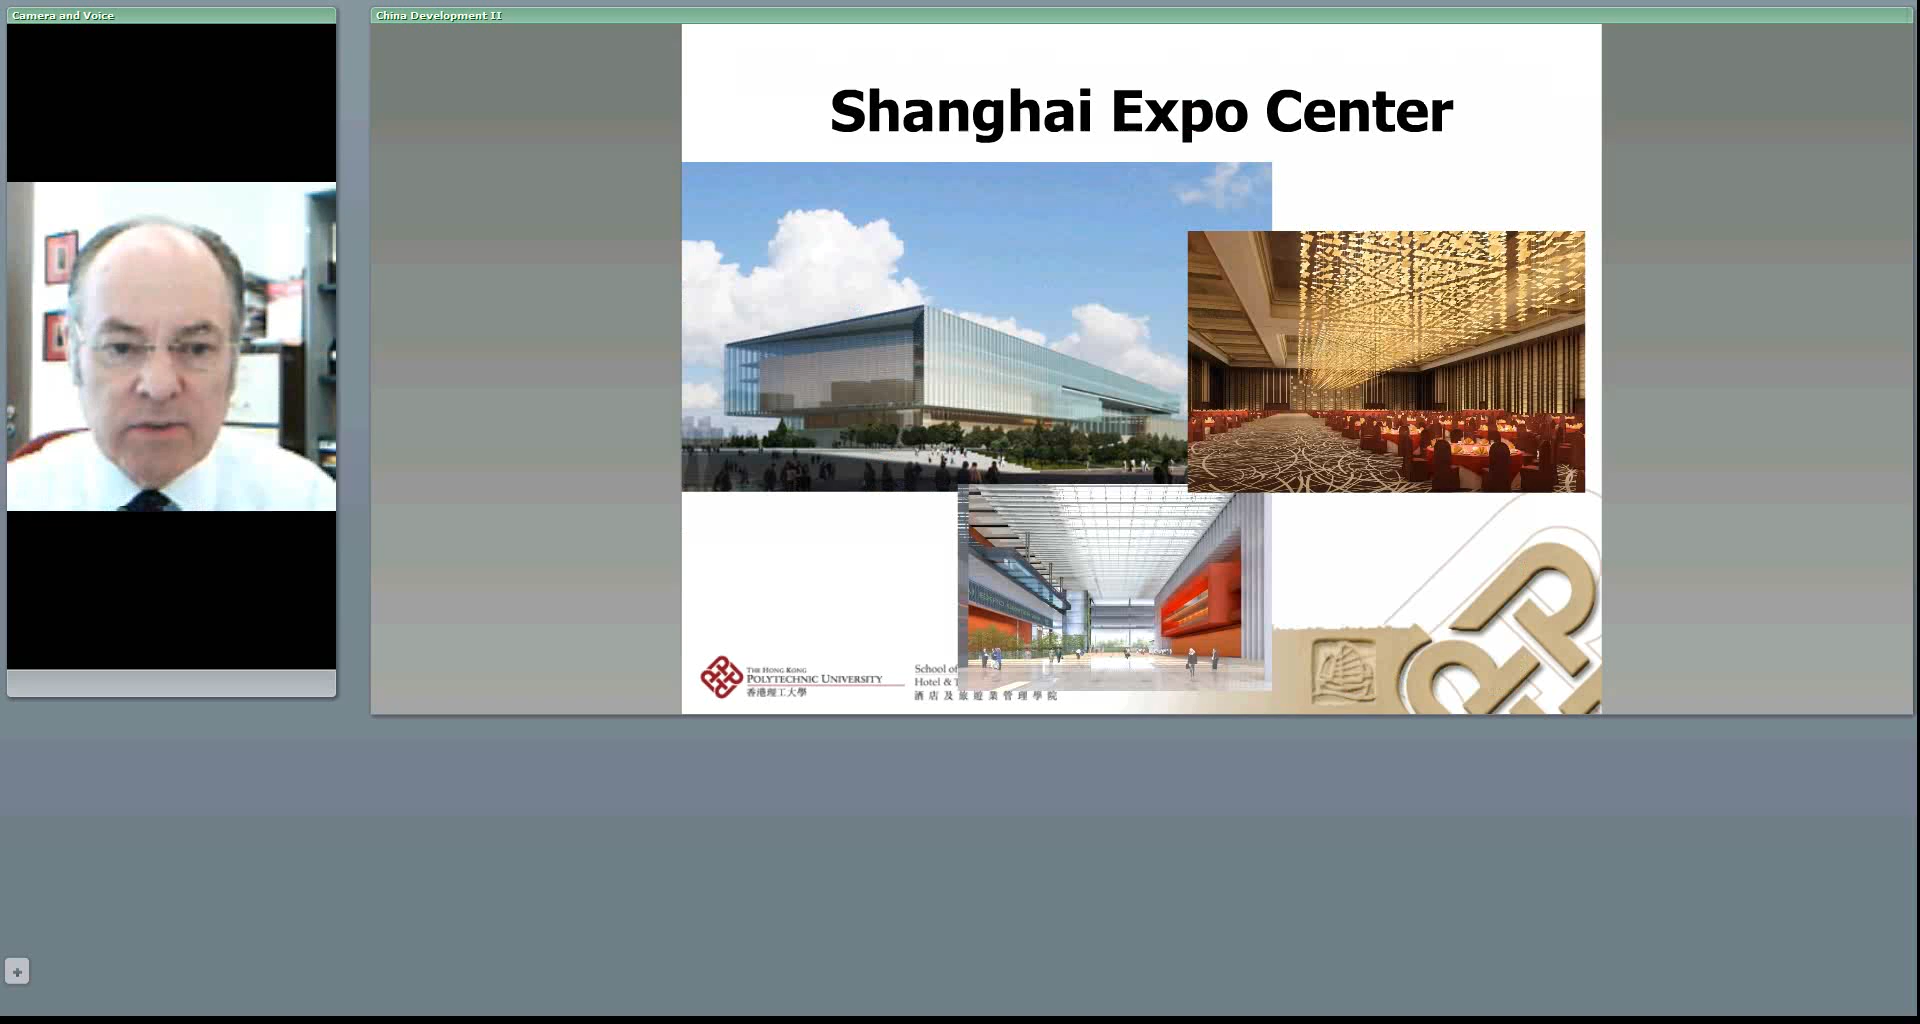 Camera and Voice
China Development II
Shanghai Expo Center
THE HONG KONG
POLYTECHNIC UNIVERSITY
香港理工大學
School of
Hotel &
酒店及旅遊業管理學院